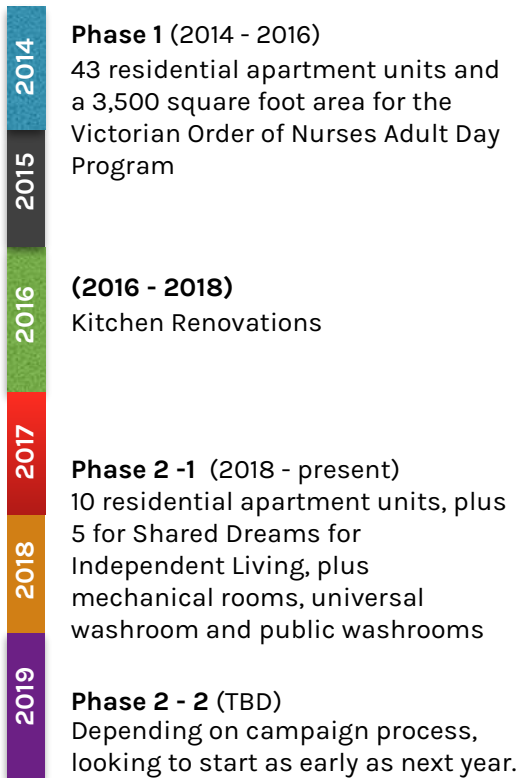 2014
Phase 1 (2014 - 2016)
43 residential apartment units and
a 3,500 square foot area for the
Victorian Order of Nurses Adult Day
Program
2015
2016
(2016 - 2018)
Kitchen Renovations
2017
Phase 2 -1  (2018 - present)
10 residential apartment units, plus
5 for Shared Dreams for
Independent Living, plus
mechanical rooms, universal
washroom and public washrooms
2018
2019
Phase 2 - 2 (TBD)
Depending on campaign process,
looking to start as early as next year.